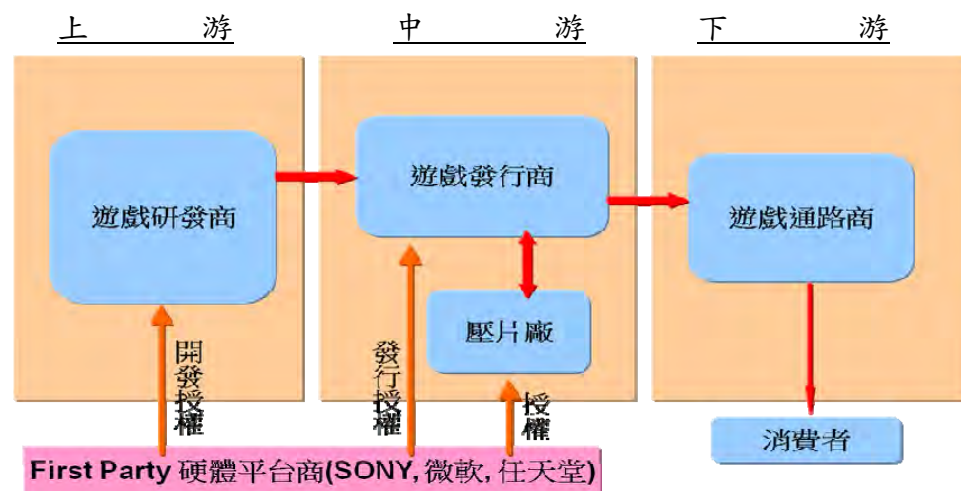 上 游
中 游
下 游
遊戲研發商
遊戲發行商
遊戲通路商
壓片廠
開發授權
發行授權
授權
消費者
First Party 硬體平台商(SONY, 微軟, 任天堂)